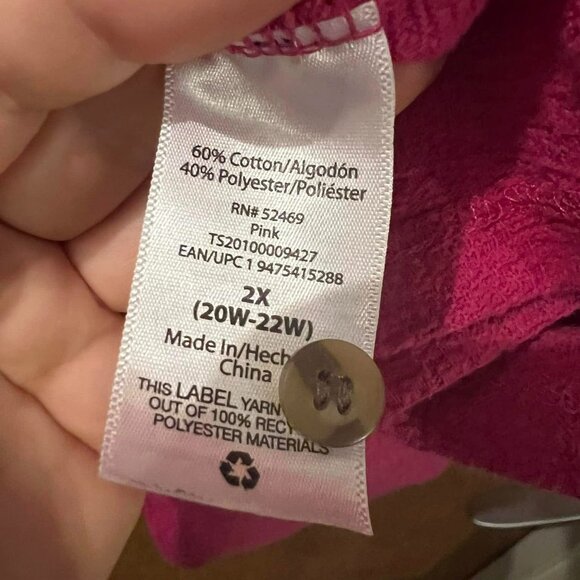 60% Cotton/Algodón
40% Polyester/Poliéster
RN# 52469
Pink
TS20100009427
EAN/UPC 1 9475415288
2X
(20W-22W)
Made In/Hech
China
THIS LABEL YARN
OUT OF 100% RECY
POLYESTER MATERIALS